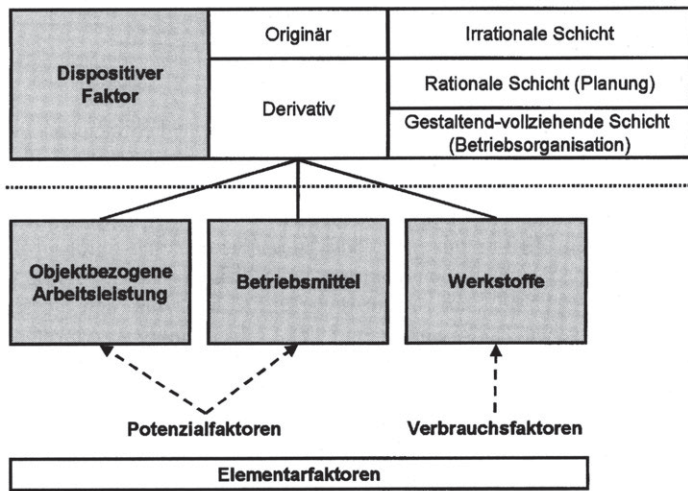 Dispositiver
Faktor
Originär
Irrationale Schicht
Derivativ
Rationale Schicht (Planung)
Gestaltend-vollziehende Schicht
(Betriebsorganisation)
Objektbezogene
Arbeitsleistung
Betriebsmittel
Werkstoffe
Potenzialfaktoren
Verbrauchsfaktoren
Elementarfaktoren